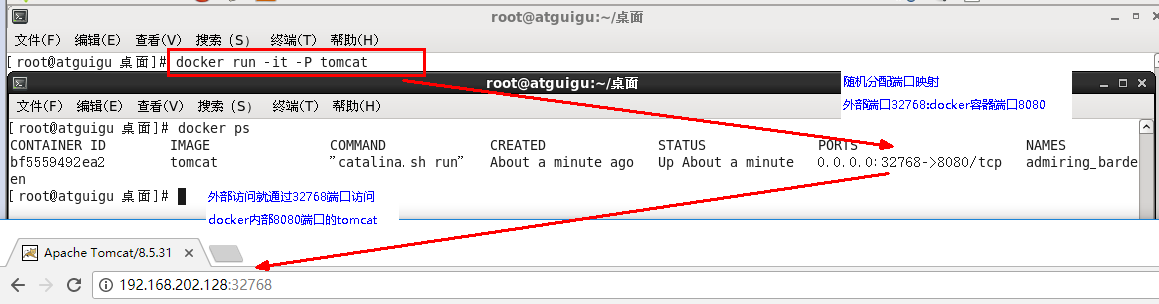 root@atguigu:~/桌面
文件(F) 编辑(E) 查看(V) 搜索 (S) 终端(T) 帮助(H)
[root@atguigu 桌面]# docker run -it -P tomcat
root@atguigu:~/桌面
随机分配端口映射
文件(F) 编辑(E) 查看(V) 搜索 (S) 终端(T) 帮助(H)
外部端口32768:docker容器端口8080
[root@atguigu 桌面]# docker ps
CONTAINER ID IMAGE COMMAND CREATED STATUS PORTS NAMES
bf5559492ea2 tomcat "catalina.sh run" About a minute ago Up About a minute 0.0.0.0:32768->8080/tcp admiring_barde
en
[root@atguigu 桌面]#
外部访问就通过32768端口访问
docker内部8080端口的tomcat
Apache Tomcat/8.5.31
192.168.202.128:32768